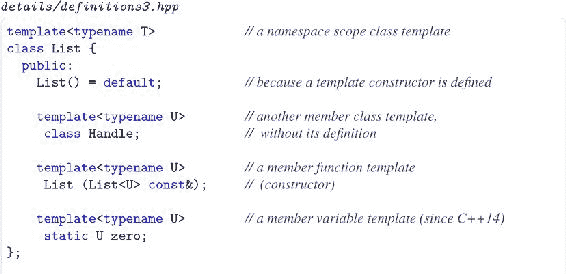 details/definitions3.hpp
template<typename T> // a namespace scope class template
class List {
public:
List() = default; // because a template constructor is defined
template<typename U> // another member class template,
class Handle; // without its definition
template<typename U> // a member function template
List (List<U> const&); // (constructor)
template<typename U> // a member variable template (since C++14)
static U zero;
};